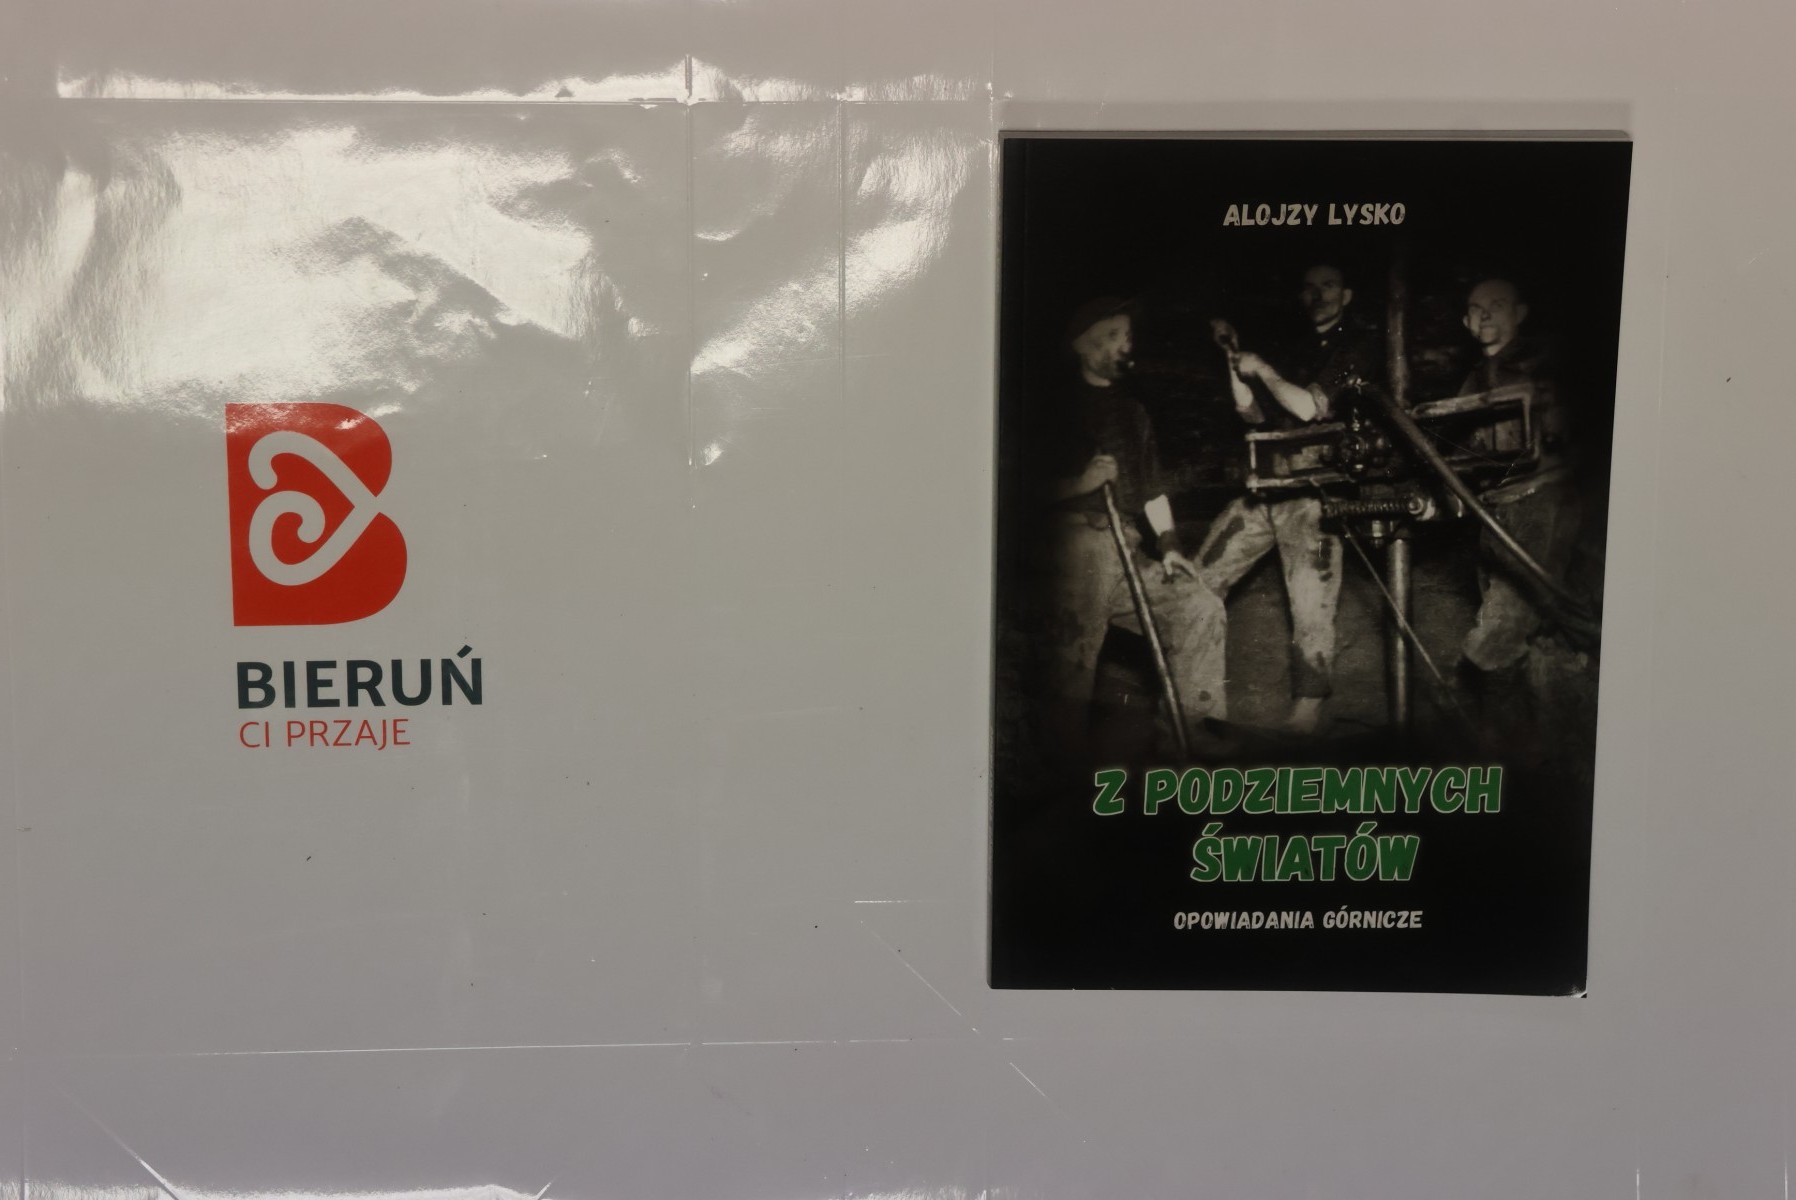 BIERUŃ
CI PRZAJE
ALOJZY LYSKO
Z PODZIEMNYCH
ŚWIATÓW
OPOWIADANIA GÓRNICZE